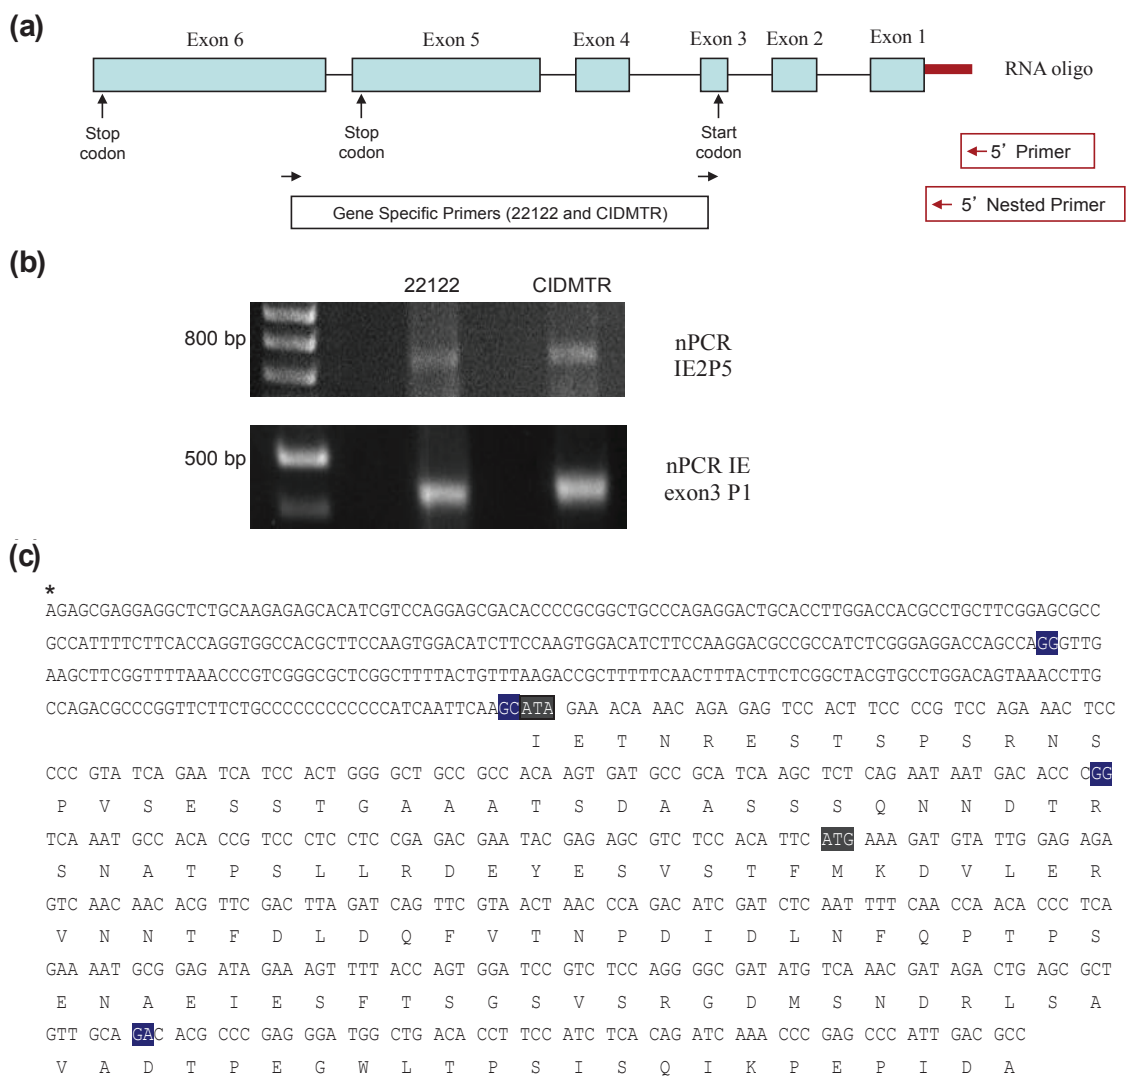 (a)
Exon 6 Exon 5 Exon 4 Exon 3 Exon 2 Exon 1
RNA oligo
Stop codon
Stop codon
Start codon
5’ Primer
Gene Specific Primers (22122 and CIDMTR)
5’ Nested Primer
(b)
22122 CIDMTR
800 bp
nPCR
IE2P5
500 bp
nPCR IE
exon3 P1
(c)
*
AGAGCGAGGAGGCTCTGCAAGAGAGCACATCGTCCAGGAGCGACACCCCGCGGCTGCCCAGAGGACTGCACCTTGGACCACGCCTGCTTCGGAGCGCC
GCCATTTTCTTCACCAGGTGGCCACGCTTCCAAGTGGACATCTTCCAAGTGGACATCTTCCAAGGACGCCGCCATCTCGGGAGGACCAGCCAGGGTTG
AAGCTTCGGTTTTAAACCCGTCGGGCGCTCGGCTTTTACTGTTTAAGACCGCTTTTTCAACTTTACTTCTCGGCTACGTGCCTGGACAGTAAACCTTG
CCAGACGCCCGGTTCTTCTGCCCCCCCCCCCCCATCAATTCAAGCATA GAA ACA AAC AGA GAG TCC ACT TCC CCG TCC AGA AAC TCC
I E T N R E S T S P S R N S
CCC GTA TCA GAA TCA TCC ACT GGG GCT GCC GCC ACA AGT GAT GCC GCA TCA AGC TCT CAG AAT AAT GAC ACC CGG
P V S E S S T G A A A T S D A A S S S Q N N D T R
TCA AAT GCC ACA CCG TCC CTC CTC CGA GAC GAA TAC GAG AGC GTC TCC ACA TTC ATG AAA GAT GTA TTG GAG AGA
S N A T P S L L R D E Y E S V S T F M K D V L E R
GTC AAC AAC ACG TTC GAC TTA GAT CAG TTC GTA ACT AAC CCA GAC ATC GAT CTC AAT TTT CAA CCA ACA CCC TCA
V N N T F D L D Q F V T N P D I D L N F Q P T P S
GAA AAT GCG GAG ATA GAA AGT TTT ACC AGT GGA TCC GTC TCC AGG GGC GAT ATG TCA AAC GAT AGA CTG AGC GCT
E N A E I E S F T S G S V S R G D M S N D R L S A
GTT GCA GAC ACG CCC GAG GGA TGG CTG ACA CCT TCC ATC TCA CAG ATC AAA CCC GAG CCC ATT GAC GCC
V A D T P E G W L T P S I S Q I K P E P I D A